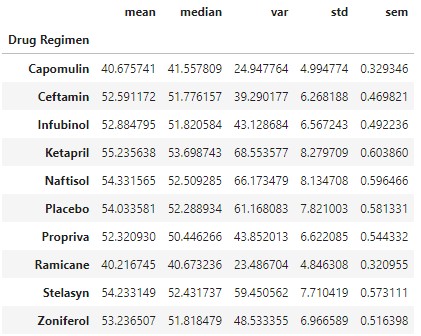 mean median var std sem
Drug Regimen
Capomulin 40.675741 41.557809 24.947764 4.994774 0.329346
Ceftamin 52.591172 51.776157 39.290177 6.268188 0.469821
Infubinol 52.884795 51.820584 43.128684 6.567243 0.492236
Ketapril 55.235638 53.698743 68.553577 8.279709 0.603860
Naftisol 54.331565 52.509285 66.173479 8.134708 0.596466
Placebo 54.033581 52.288934 61.168083 7.821003 0.581331
Propriva 52.320930 50.446266 43.852013 6.622085 0.544332
Ramicane 40.216745 40.673236 23.486704 4.846308 0.320955
Stelasyn 54.233149 52.431737 59.450562 7.710419 0.573111
Zoniferol 53.236507 51.818479 48.533355 6.966589 0.516398